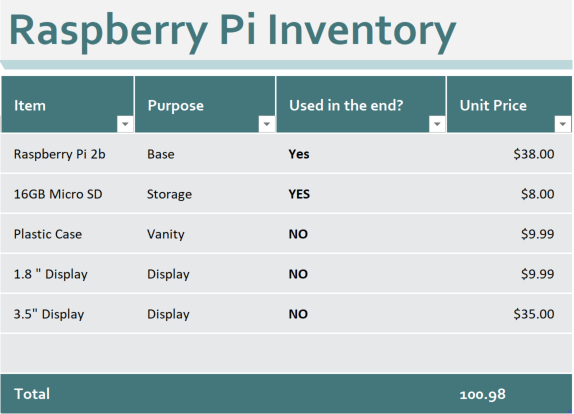 Raspberry Pi Inventory
Item Purpose Used in the end? Unit Price
Raspberry Pi 2b Base Yes $38.00
16GB Micro SD Storage YES $8.00
Plastic Case Vanity NO $9.99
1.8 " Display Display NO $9.99
3.5" Display Display NO $35.00
Total 100.98